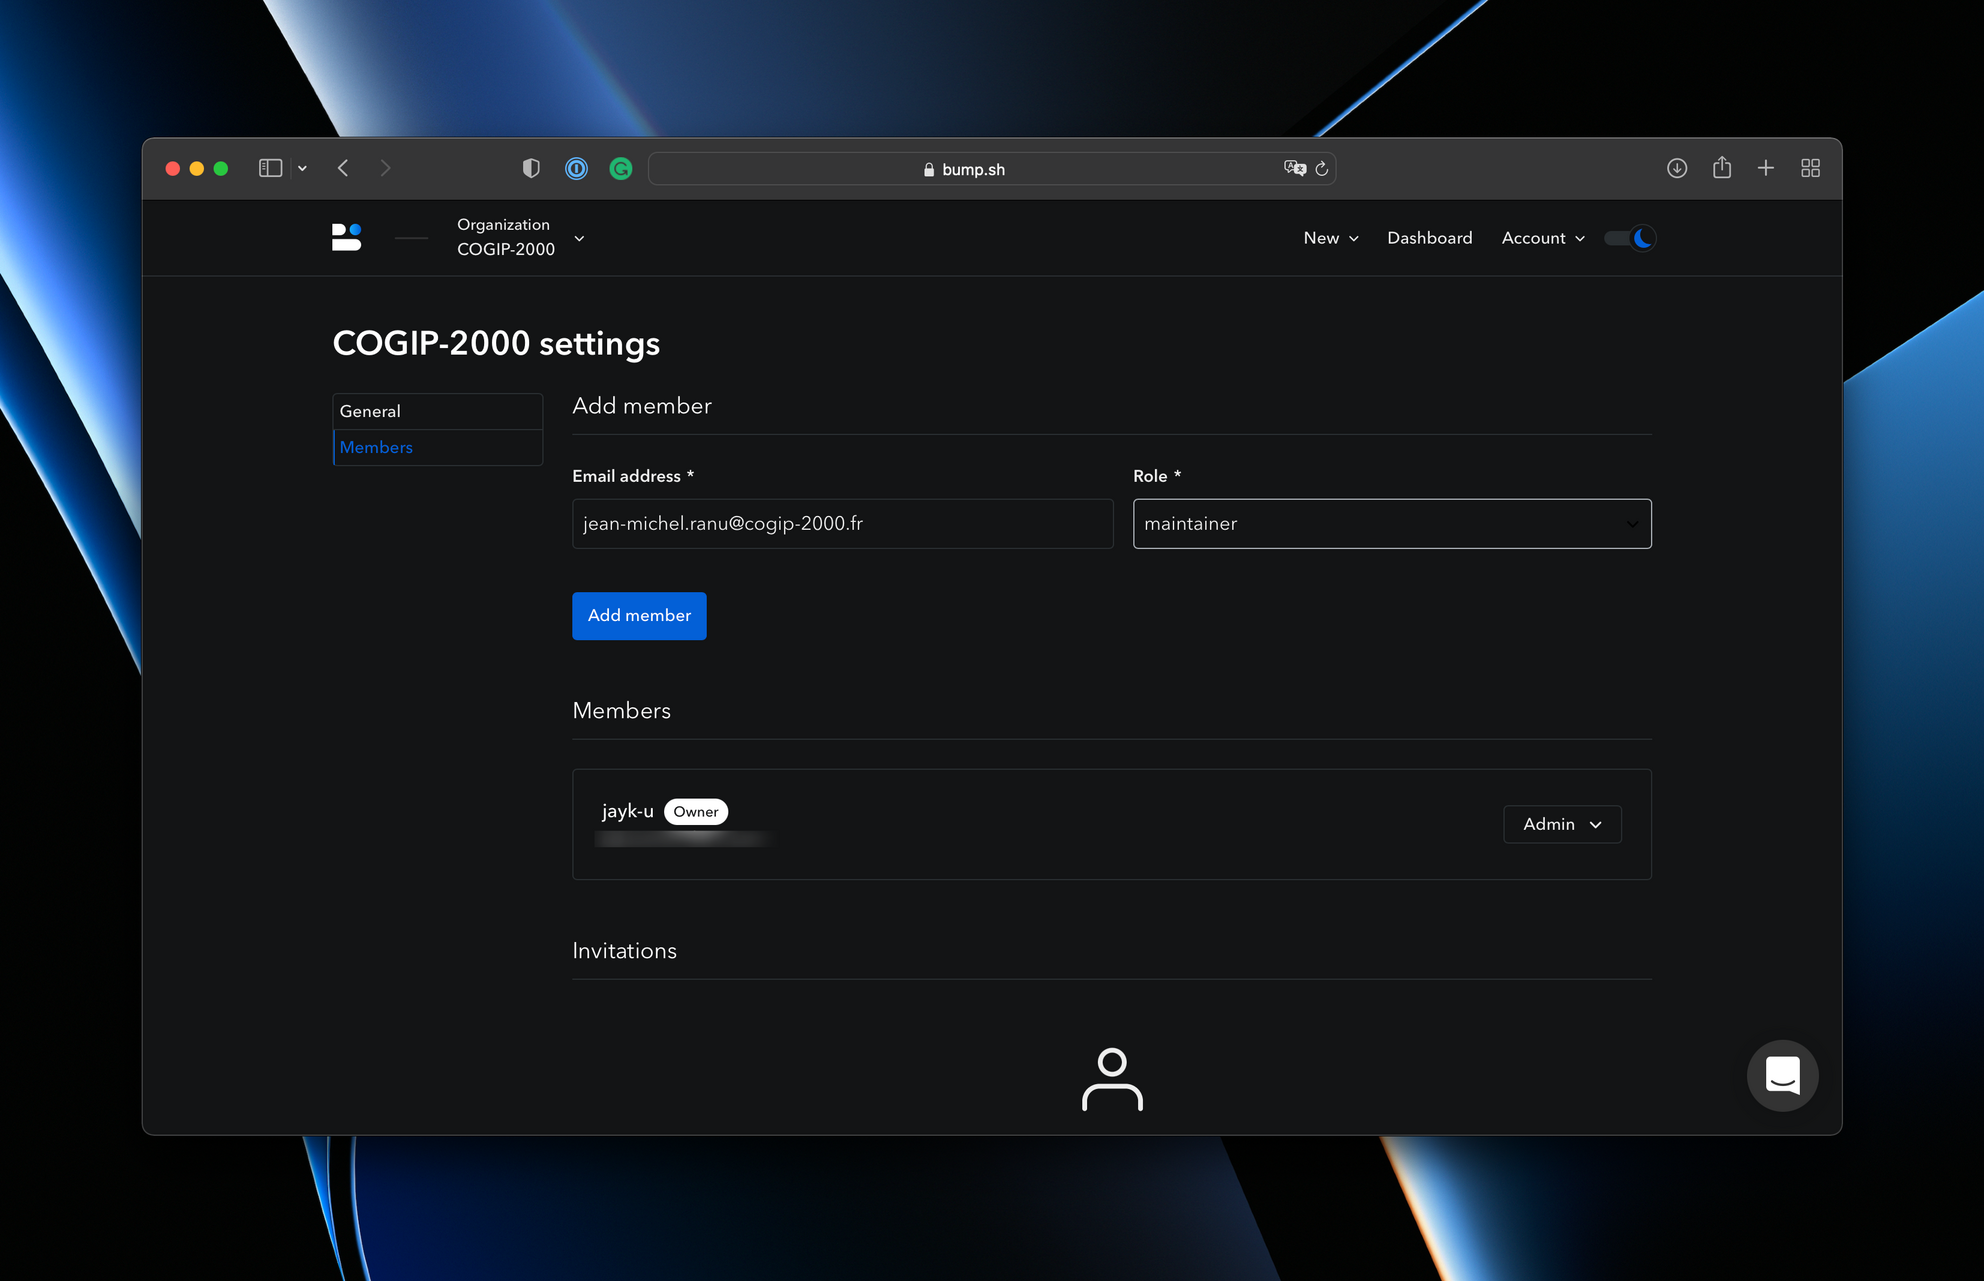 bump.sh
Organization
COGIP-2000
New
Dashboard
Account
COGIP-2000 settings
General
Members
Add member
Email address *
Role *
jean-michel.ranu@cogip-2000.fr
maintainer
Add member
Members
jayk-u
Owner
Admin
Invitations